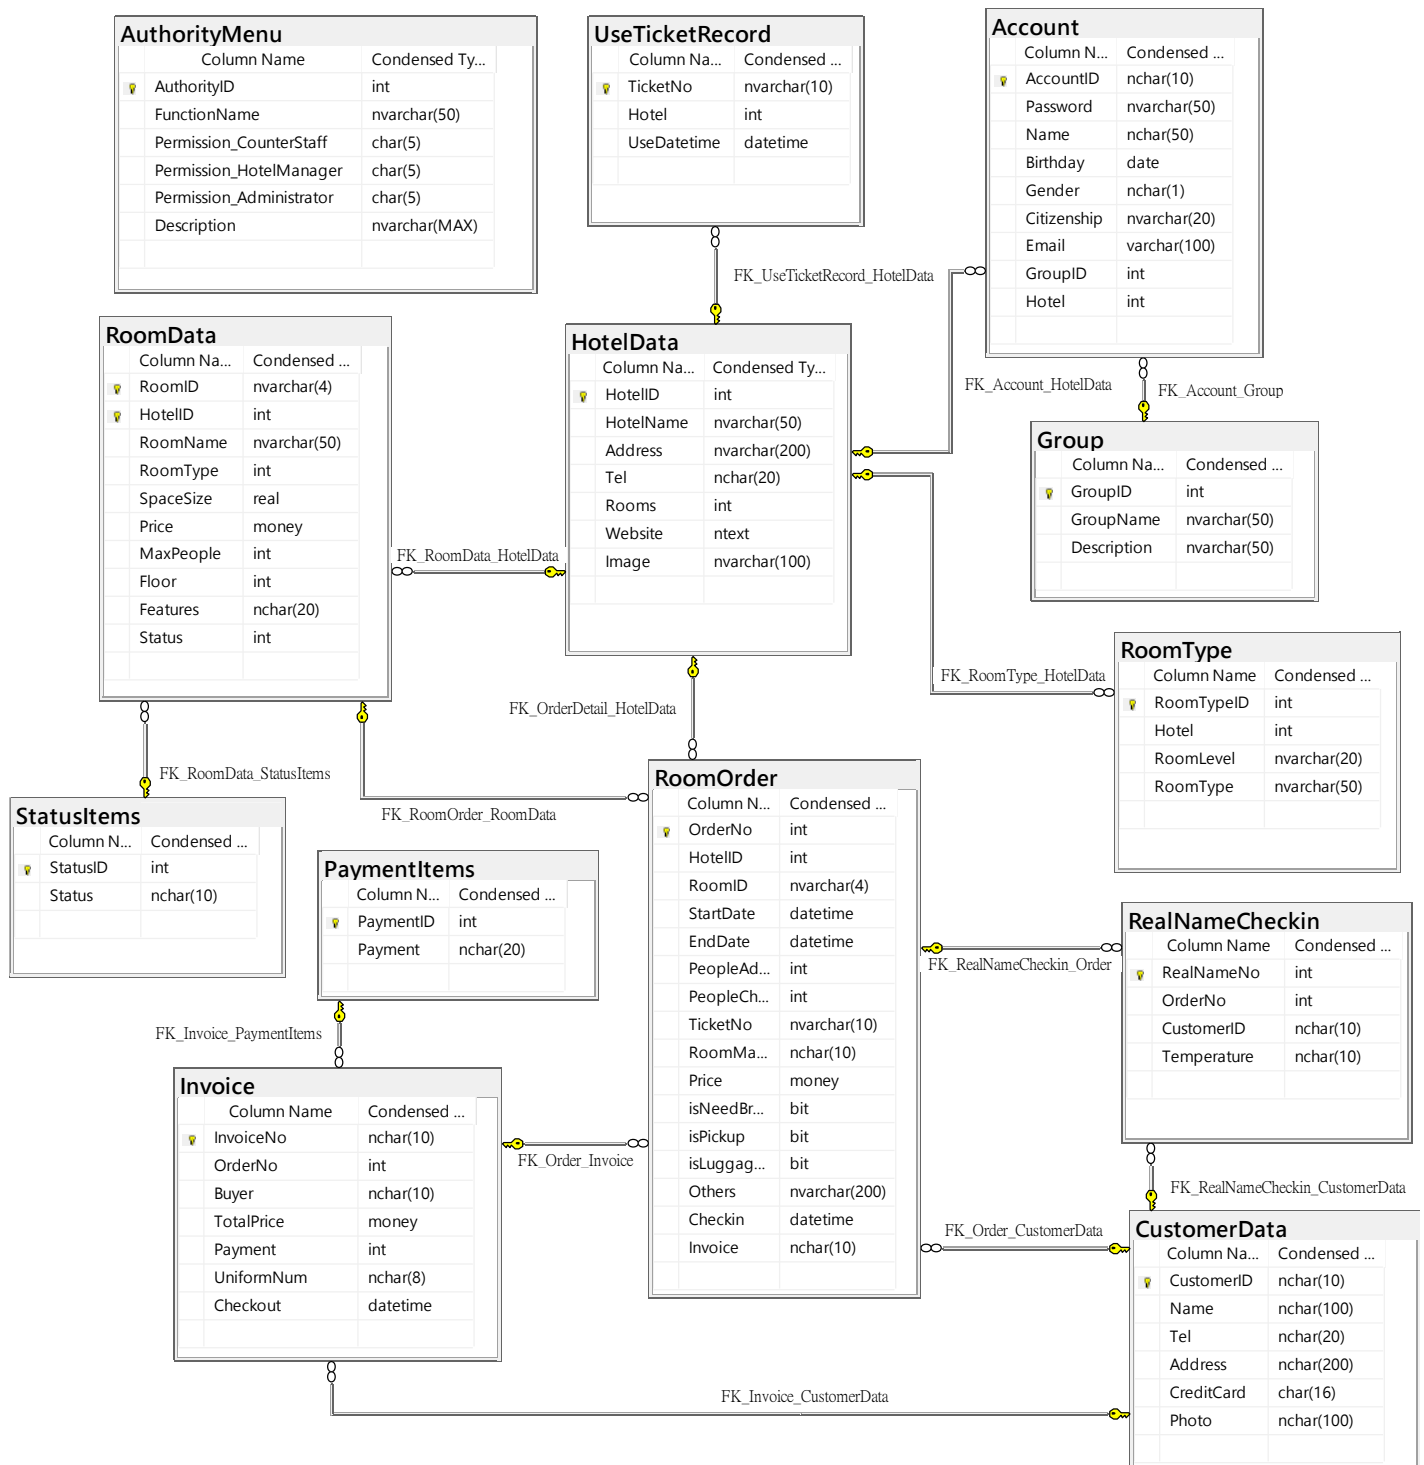 AuthorityMenu
Column Name Condensed Ty...
AuthorityID int
FunctionName nvarchar(50)
Permission_CounterStaff char(5)
Permission_HotelManager char(5)
Permission_Administrator char(5)
Description nvarchar(MAX)
UseTicketRecord
Column Na... Condensed ...
TicketNo nvarchar(10)
Hotel int
UseDatetime datetime
Account
Column N... Condensed ...
AccountID nchar(10)
Password nvarchar(50)
Name nchar(50)
Birthday date
Gender nchar(1)
Citizenship nvarchar(20)
Email varchar(100)
GroupID int
Hotel int
FK_UseTicketRecord_HotelData
FK_Account_HotelData
FK_Account_Group
RoomData
Column Na... Condensed ...
RoomID nvarchar(4)
HotelID int
RoomName nvarchar(50)
RoomType int
SpaceSize real
Price money
MaxPeople int
Floor int
Features nchar(20)
Status int
FK_RoomData_HotelData
HotelData
Column Na... Condensed Ty...
HotelID int
HotelName nvarchar(50)
Address nvarchar(200)
Tel nchar(20)
Rooms int
Website ntext
Image nvarchar(100)
Group
Column Na... Condensed ...
GroupID int
GroupName nvarchar(50)
Description nvarchar(50)
FK_RoomType_HotelData
RoomType
Column Name Condensed ...
RoomTypeID int
Hotel int
RoomLevel nvarchar(20)
RoomType nvarchar(50)
FK_OrderDetail_HotelData
FK_RoomData_StatusItems
FK_RoomOrder_RoomData
StatusItems
Column N... Condensed ...
StatusID int
Status nchar(10)
PaymentItems
Column N... Condensed ...
PaymentID int
Payment nchar(20)
FK_Invoice_PaymentItems
RoomOrder
Column N... Condensed ...
OrderNo int
HotelID int
RoomID nvarchar(4)
StartDate datetime
EndDate datetime
PeopleAd... int
PeopleCh... int
TicketNo nvarchar(10)
RoomMa... nchar(10)
Price money
isNeedBr... bit
isPickup bit
isLuggag... bit
Others nvarchar(200)
Checkin datetime
Invoice nchar(10)
FK_RealNameCheckin_Order
RealNameCheckin
Column Name Condensed ...
RealNameNo int
OrderNo int
CustomerID nchar(10)
Temperature nchar(10)
Invoice
Column Name Condensed ...
InvoiceNo nchar(10)
OrderNo int
Buyer nchar(10)
TotalPrice money
Payment int
UniformNum nchar(8)
Checkout datetime
FK_Order_Invoice
FK_RealNameCheckin_CustomerData
FK_Order_CustomerData
CustomerData
Column Na... Condensed ...
CustomerID nchar(10)
Name nchar(100)
Tel nchar(20)
Address nchar(200)
CreditCard char(16)
Photo nchar(100)
FK_Invoice_CustomerData